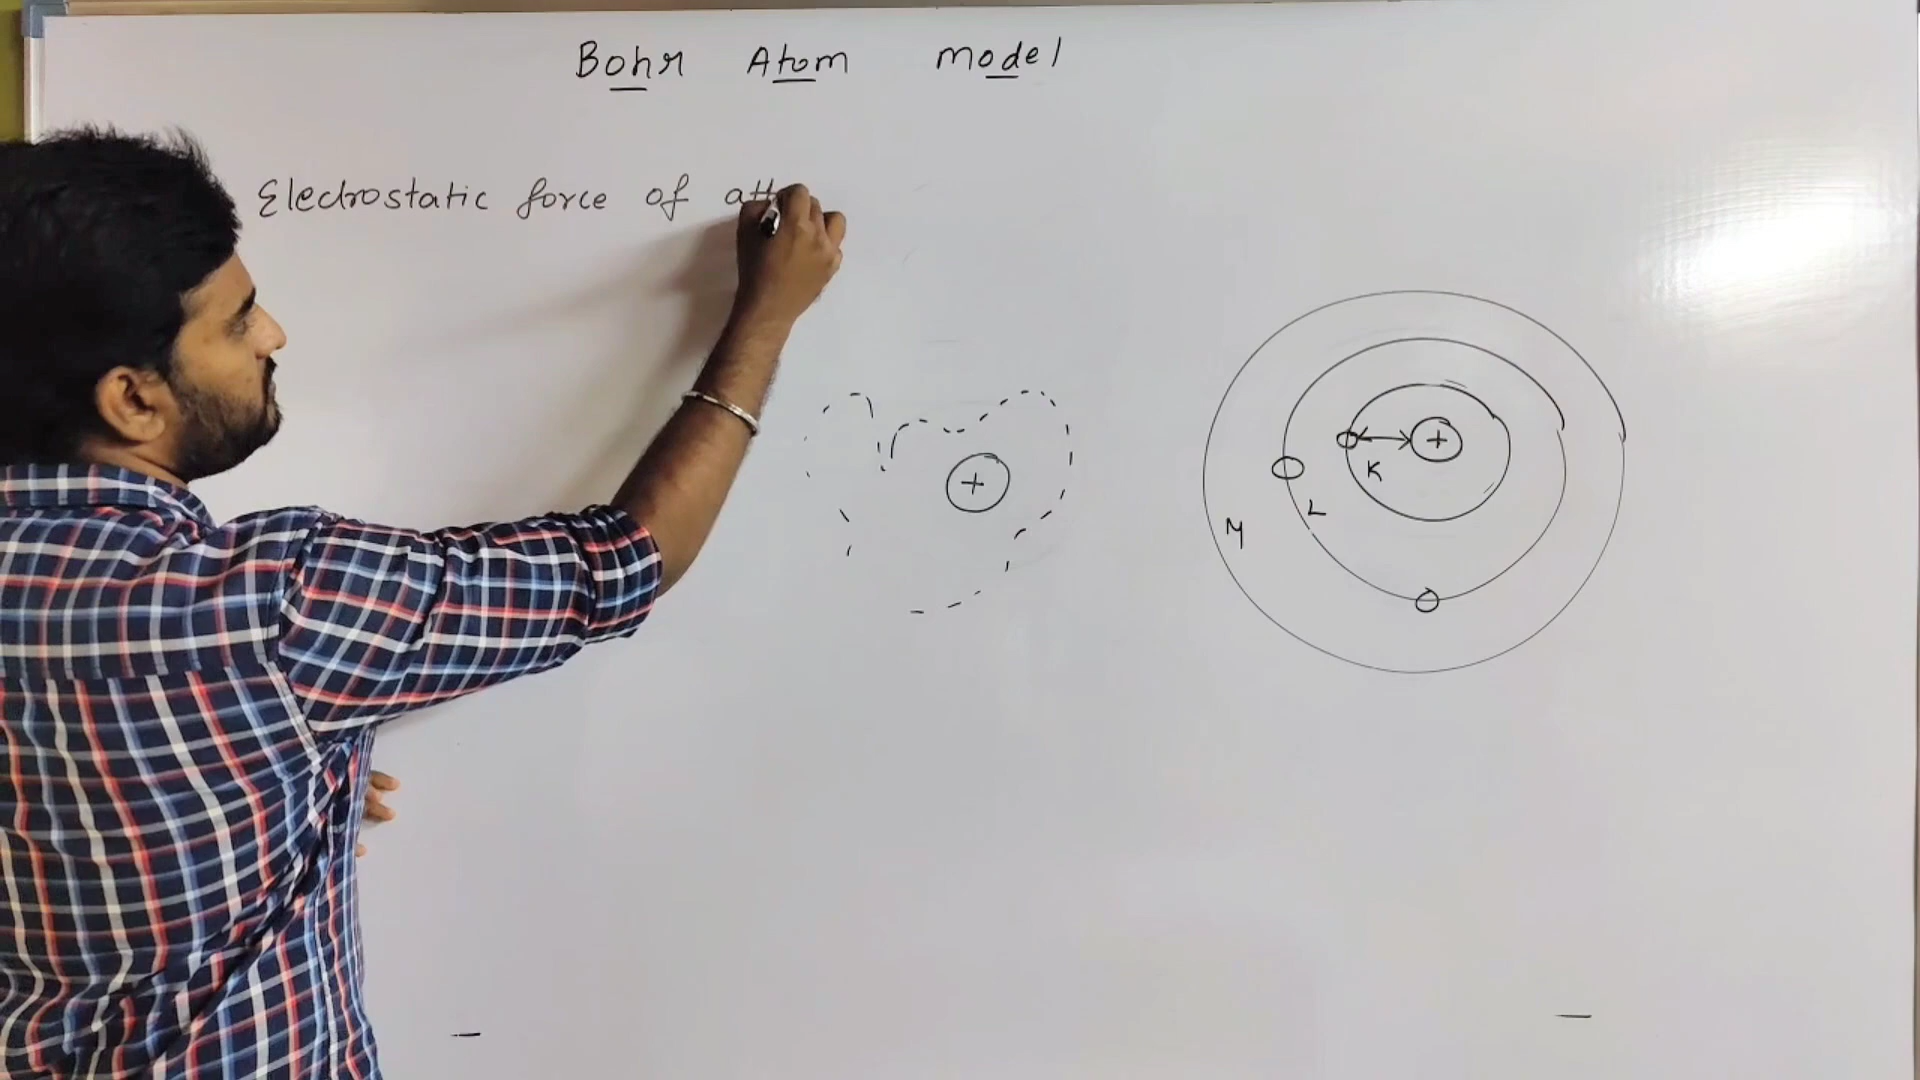 Bohr Atom model
Electrostatic force of att
+
+
K
L
M